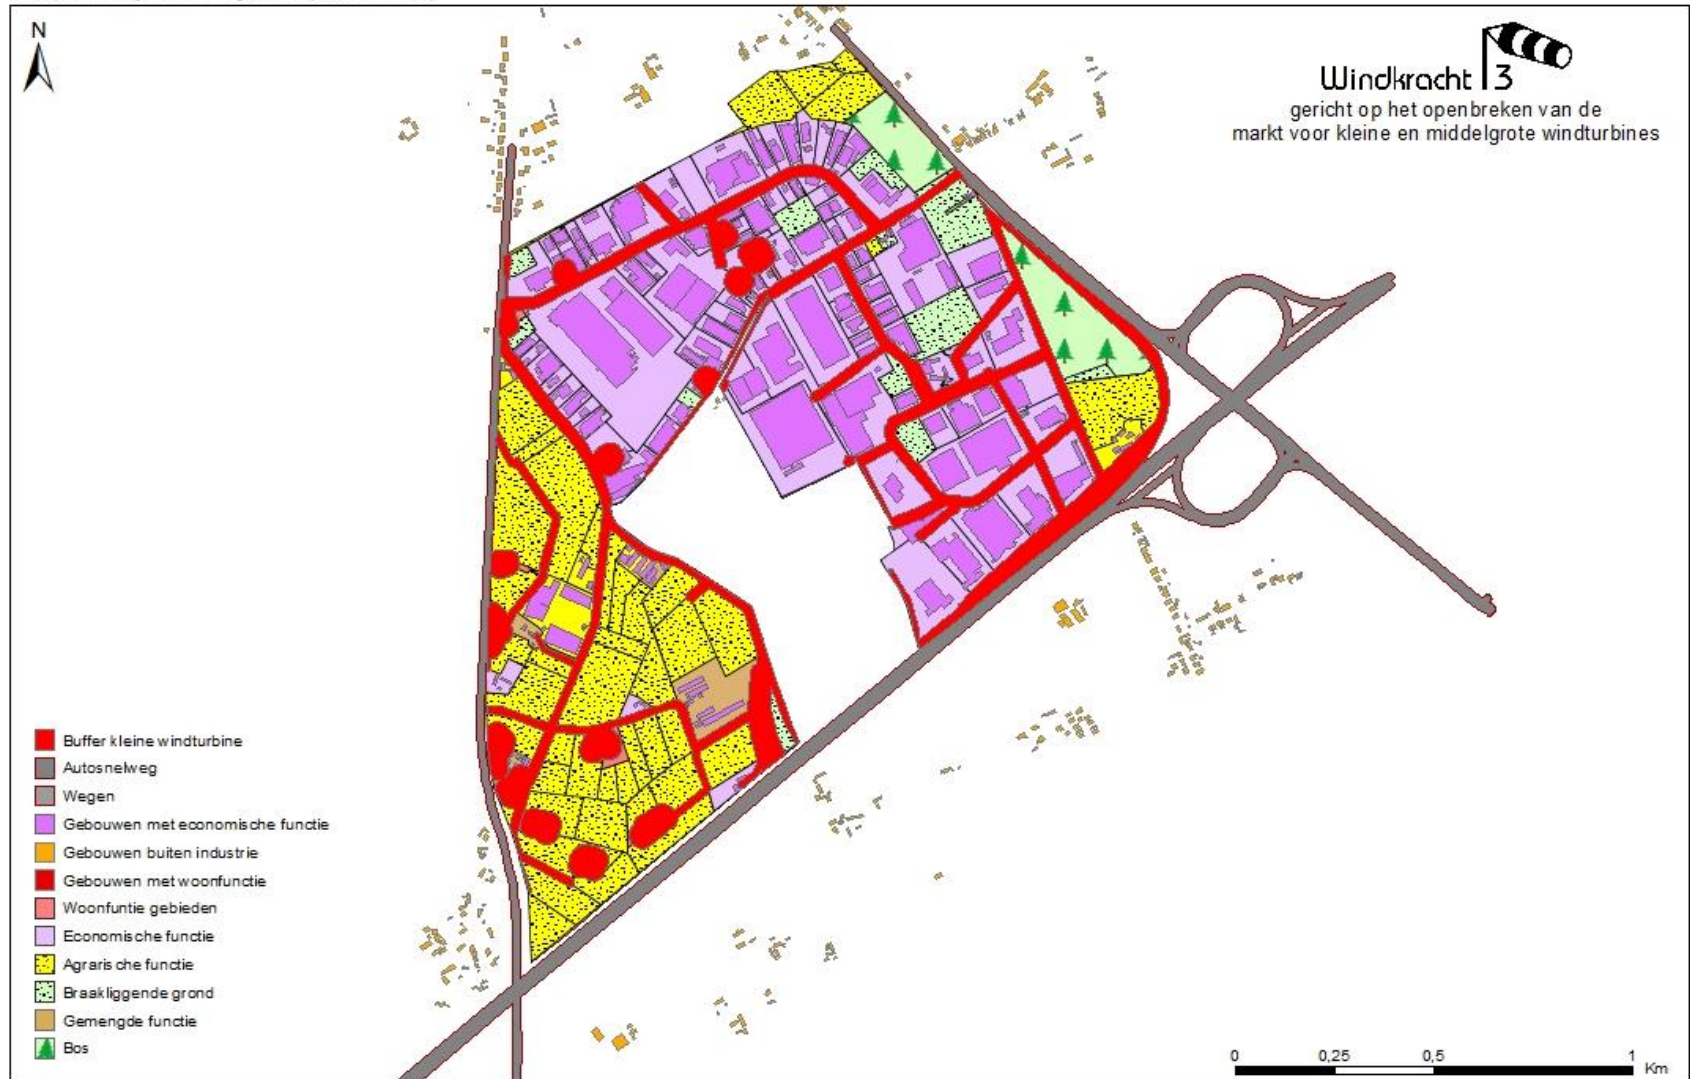 N
Windkracht 13
gericht op het openbreken van de
markt voor kleine en middelgrote windturbines
Buffer kleine windturbine
Autosnelweg
Wegen
Gebouwen met economische functie
Gebouwen buiten industrie
Gebouwen met woonfunctie
Woonfuntie gebieden
Economische functie
Agrarische functie
Braakliggende grond
Gemengde functie
Bos
0 0,25 0,5 1
Km